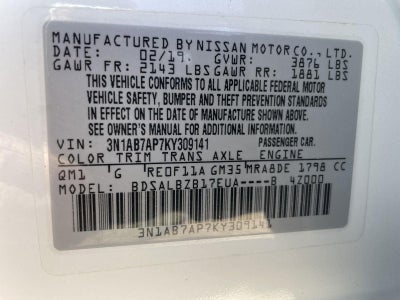 MANUFACTURED BY NISSAN MOTOR CO., LTD.
DATE: 02/19 GVWR: 3876 LBS
GAWR FR: 2143 LBS GAWR RR: 1881 LBS
THIS VEHICLE CONFORMS TO ALL APPLICABLE FEDERAL MOTOR
VEHICLE SAFETY, BUMPER AND THEFT PREVENTION STANDARDS
IN EFFECT ON THE DATE OF MANUFACTURE SHOWN ABOVE.
SEE OWNER'S MANUAL FOR ADDITIONAL INFORMATION.
VIN: 3N1AB7AP7KY309141 PASSENGER CAR.
COLOR TRIM TRANS AXLE ENGINE
QM1 G RE0F11A GM35 MRA8DE 1798 CC
MODEL: BDSALBZB17EUA----B 4Z000
3N1AB7AP7KY309141